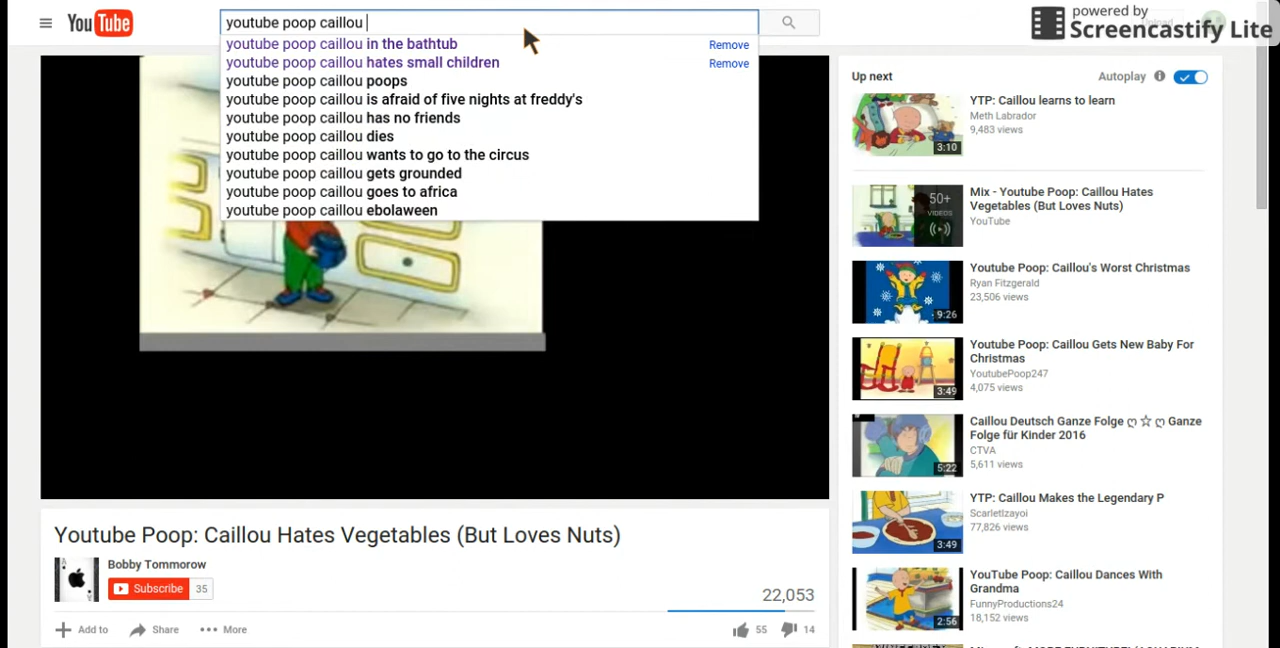 powered by
Screencastify Lite
YouTube
youtube poop caillou
youtube poop caillou in the bathtub Remove
youtube poop caillou hates small children Remove
youtube poop caillou poops
youtube poop caillou is afraid of five nights at freddy's
youtube poop caillou has no friends
youtube poop caillou dies
youtube poop caillou wants to go to the circus
youtube poop caillou gets grounded
youtube poop caillou goes to africa
youtube poop caillou ebolaween
Youtube Poop: Caillou Hates Vegetables (But Loves Nuts)
Bobby Tommorow
Subscribe 35
22,053
Add to Share More 55 14
Up next Autoplay
YTP: Caillou learns to learn
Meth Labrador
9,483 views
3:10
Mix - Youtube Poop: Caillou Hates
Vegetables (But Loves Nuts)
YouTube
50+
VIDEOS
Youtube Poop: Caillou's Worst Christmas
Ryan Fitzgerald
23,506 views
9:26
Youtube Poop: Caillou Gets New Baby For
Christmas
YoutubePoop247
4,075 views
3:49
Caillou Deutsch Ganze Folge ღ ☆ ღ Ganze
Folge für Kinder 2016
CTVA
5,611 views
5:22
YTP: Caillou Makes the Legendary P
ScarletIzayoi
77,826 views
3:49
YouTube Poop: Caillou Dances With
Grandma
FunnyProductions24
18,152 views
2:56